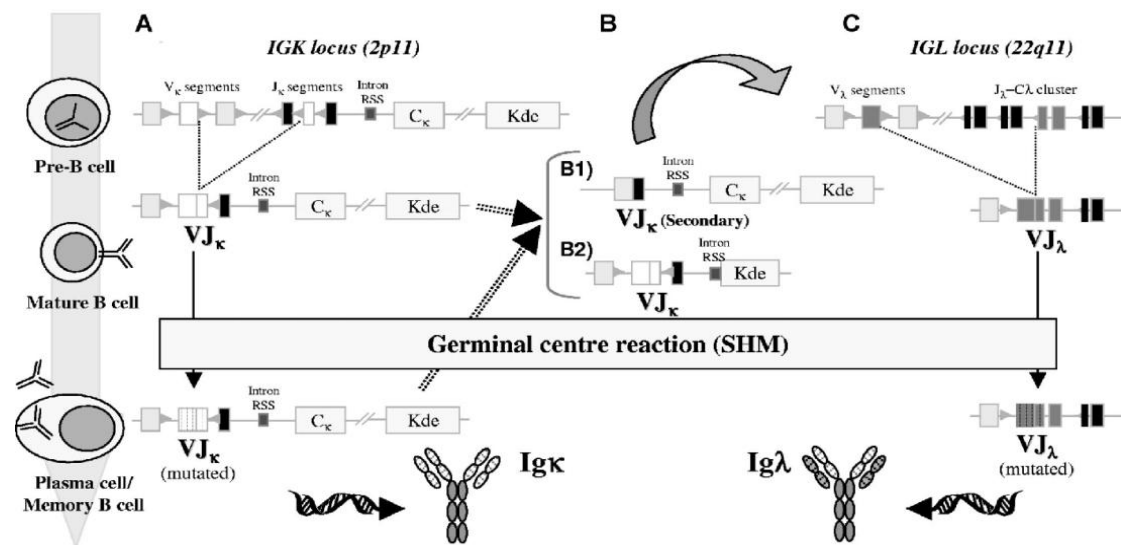 A
IGK locus (2p11)
B
C
IGL locus (22q11)
Vκ segments
Jκ segments
Intron
RSS
Cκ
Kde
Vλ segments
Jλ–Cλ cluster
Pre-B cell
Intron
RSS
Cκ
Kde
VJκ
B1)
Intron
RSS
Cκ
Kde
VJκ (Secondary)
B2)
Intron
RSS
Kde
VJκ
VJλ
Mature B cell
Germinal centre reaction (SHM)
Intron
RSS
Cκ
Kde
VJκ
(mutated)
VJλ
(mutated)
Igκ
Igλ
Plasma cell/
Memory B cell